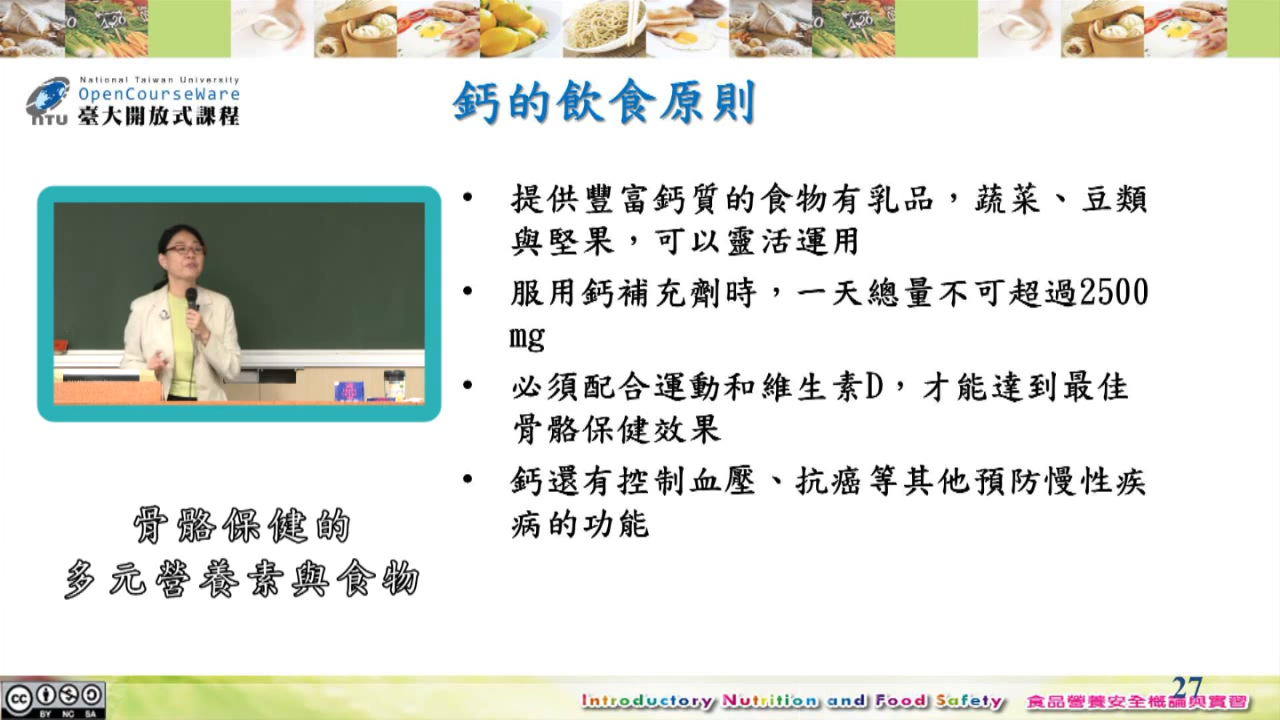 National Taiwan University
OpenCourseWare
NTU 臺大開放式課程
鈣的飲食原則
• 提供豐富鈣質的食物有乳品，蔬菜、豆類
與堅果，可以靈活運用
• 服用鈣補充劑時，一天總量不可超過2500
mg
• 必須配合運動和維生素D，才能達到最佳
骨骼保健效果
• 鈣還有控制血壓、抗癌等其他預防慢性疾
病的功能
骨骼保健的
多元營養素與食物
cc BY NC SA
Introductory Nutrition and Food Safety 食品營養安全概論與實習
27